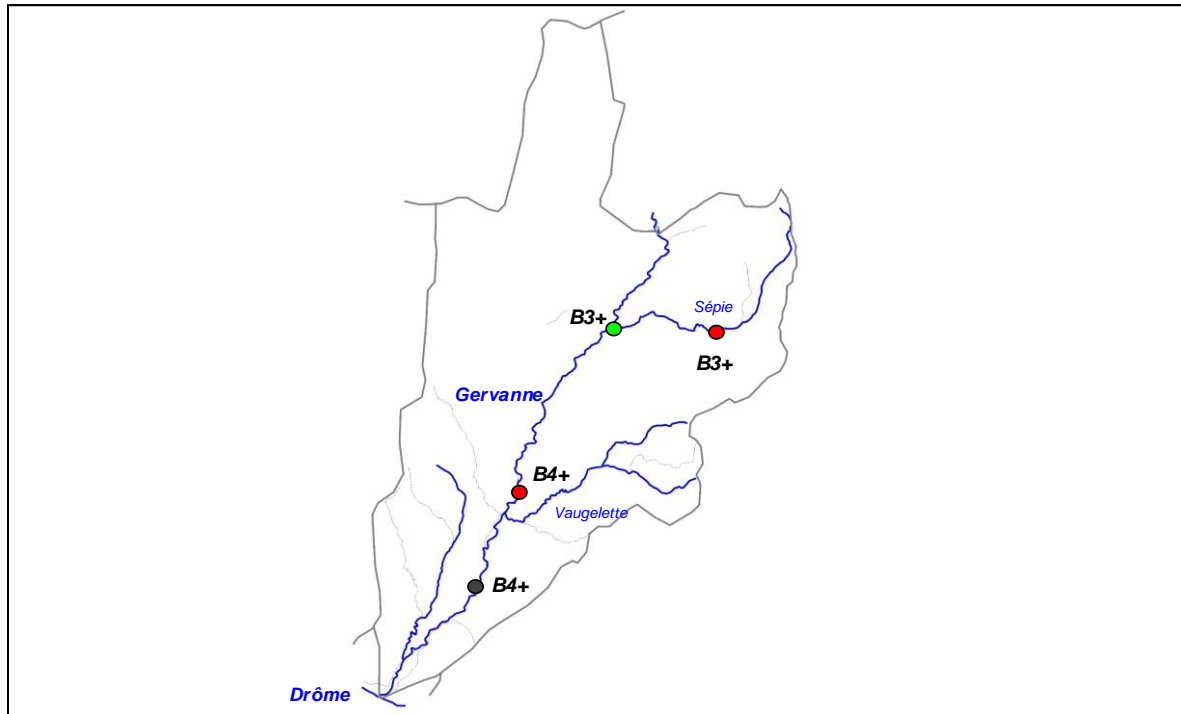 Sépie
B3+
B3+
Gervanne
B4+
Vaugelette
B4+
Drôme